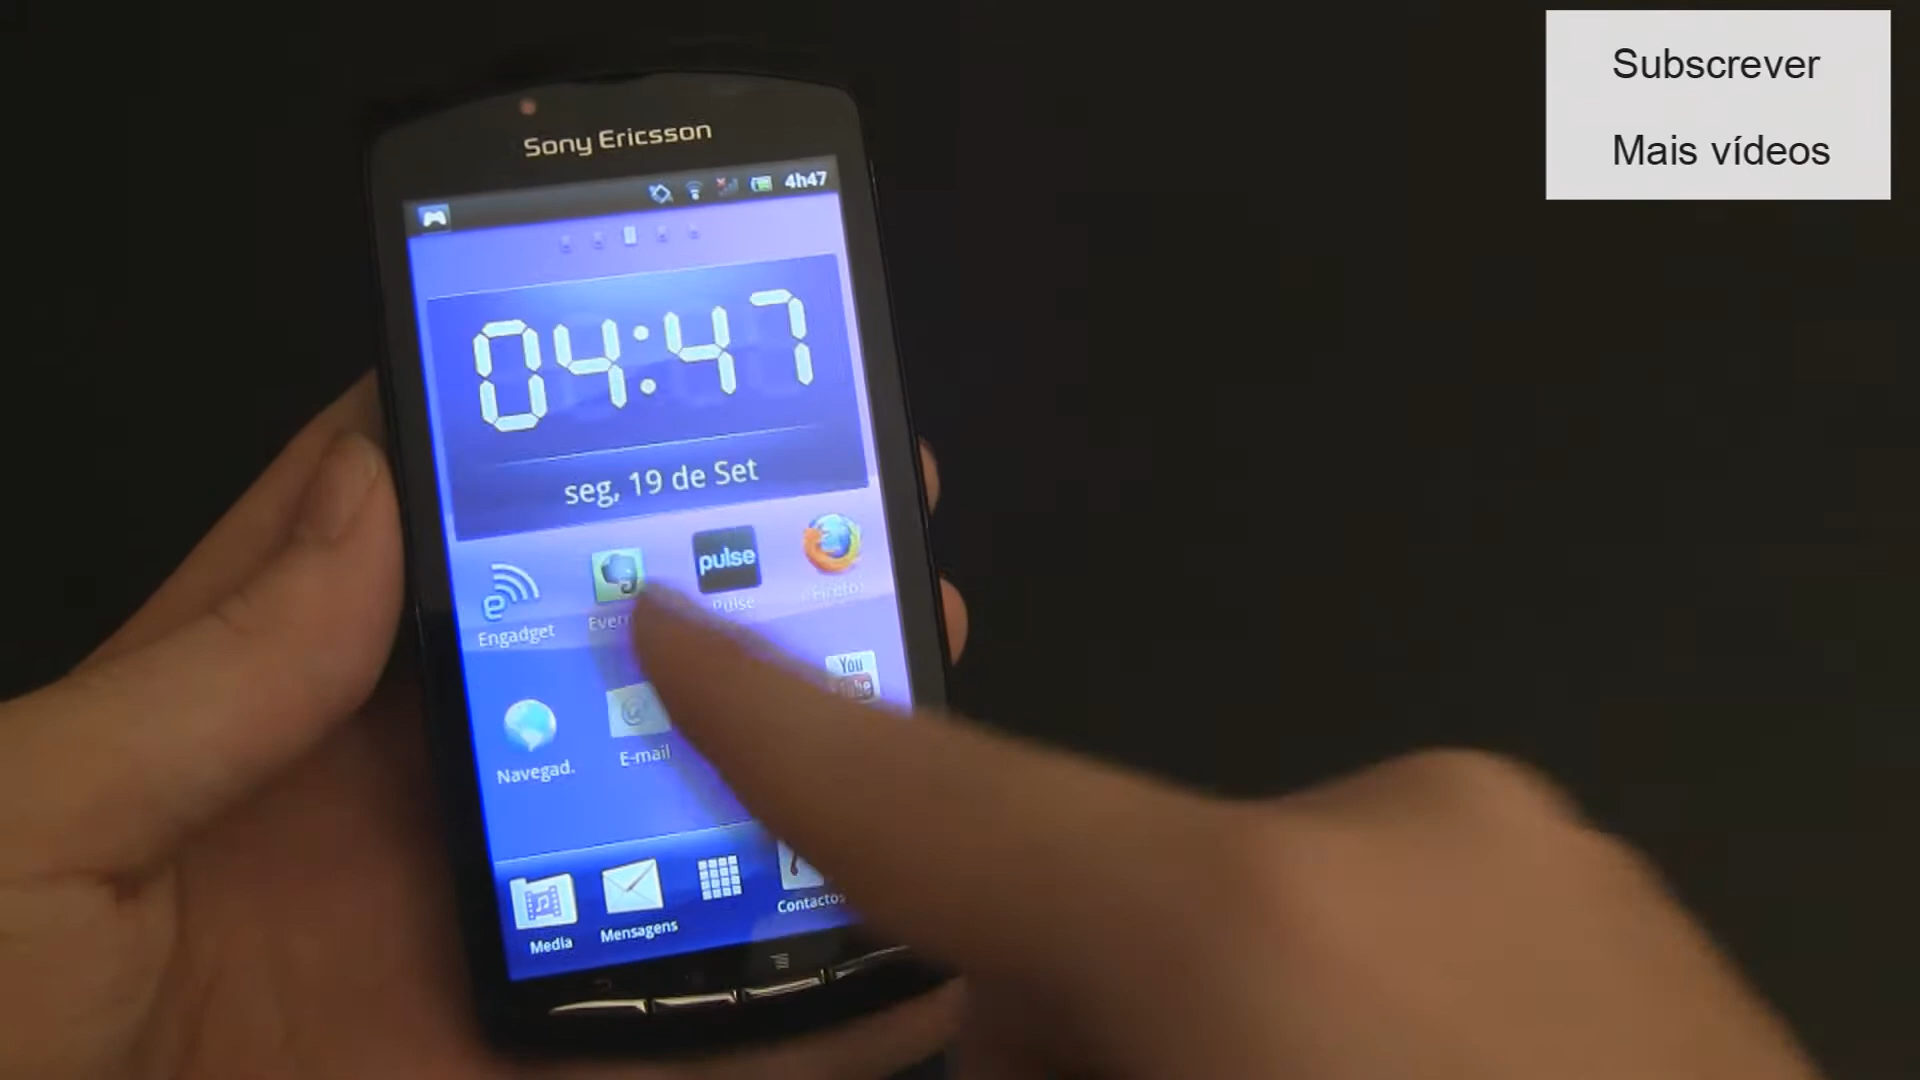 Subscrever
Mais vídeos
Sony Ericsson
4h47
04:47
seg, 19 de Set
pulse
Engadget
Pulse
You
Navegad.
E-mail
Media
Mensagens
Contactos